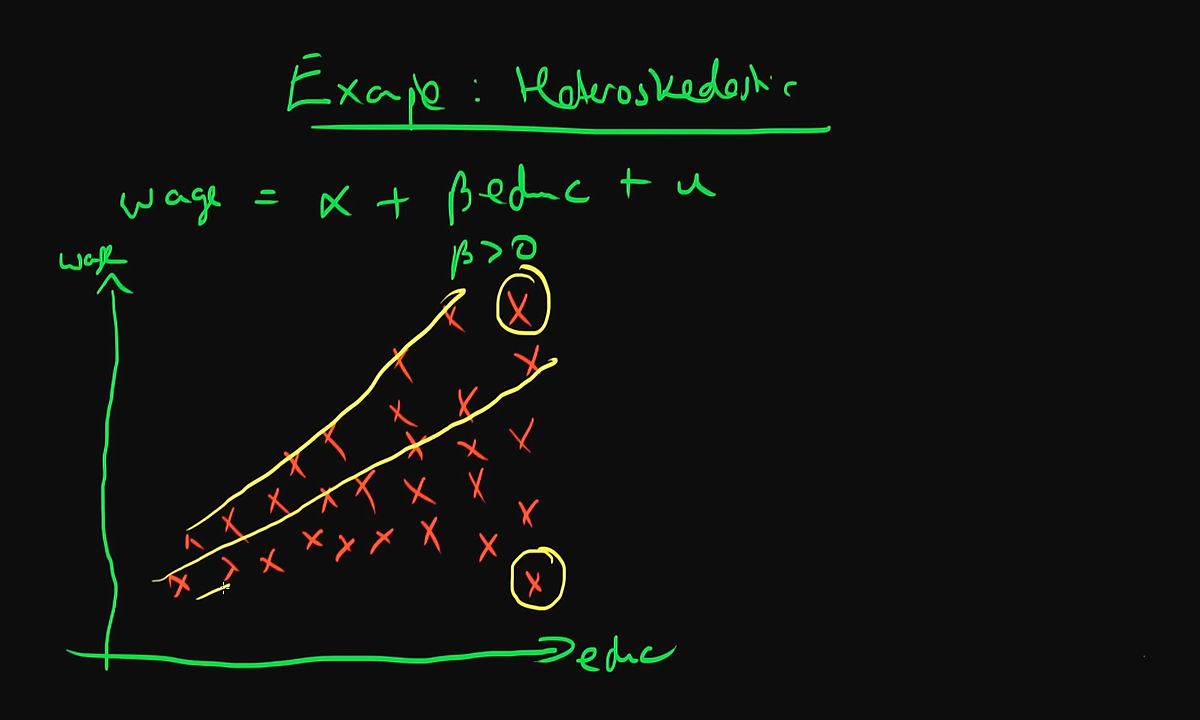 Exaple : Heteroskedastic
wage = α + βeduc + u
β > 0
wage
educ